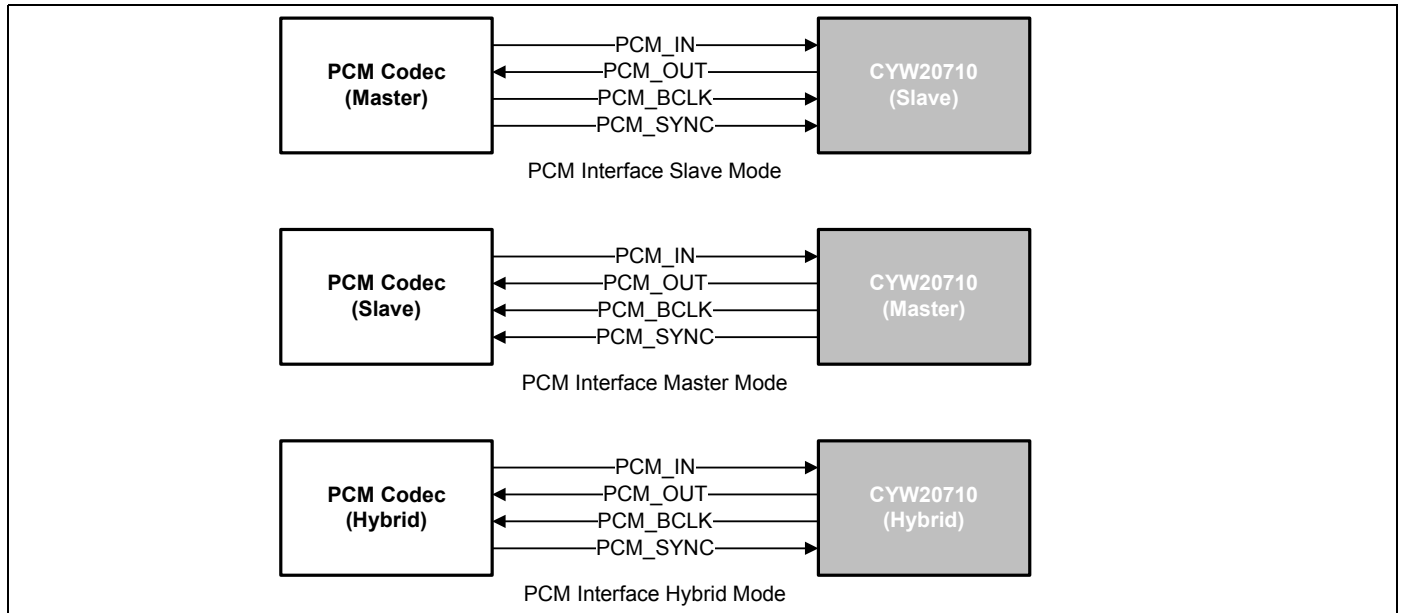 PCM Codec
(Master)
PCM_IN
PCM_OUT
PCM_BCLK
PCM_SYNC
CYW20710
(Slave)
PCM Interface Slave Mode
PCM Codec
(Slave)
PCM_IN
PCM_OUT
PCM_BCLK
PCM_SYNC
CYW20710
(Master)
PCM Interface Master Mode
PCM Codec
(Hybrid)
PCM_IN
PCM_OUT
PCM_BCLK
PCM_SYNC
CYW20710
(Hybrid)
PCM Interface Hybrid Mode